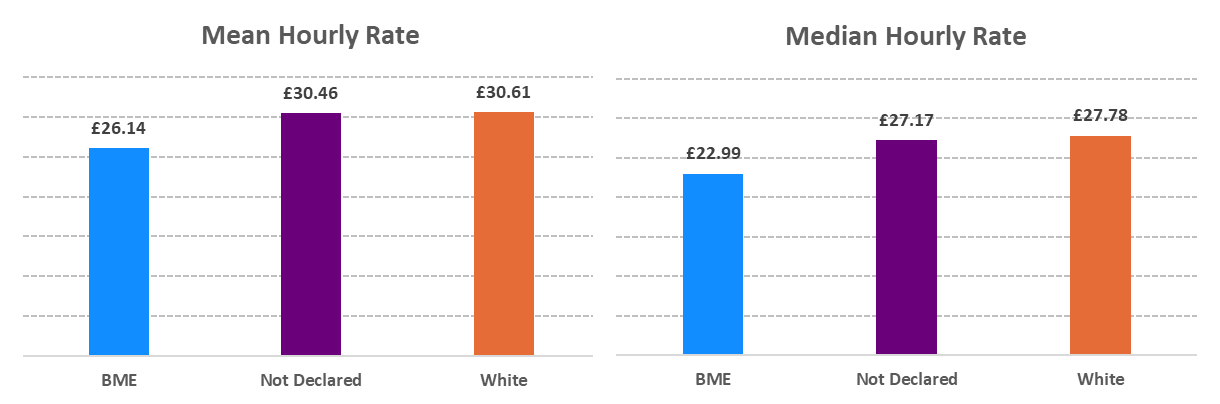 Mean Hourly Rate
£26.14
£30.46
£30.61
BME
Not Declared
White
Median Hourly Rate
£22.99
£27.17
£27.78
BME
Not Declared
White